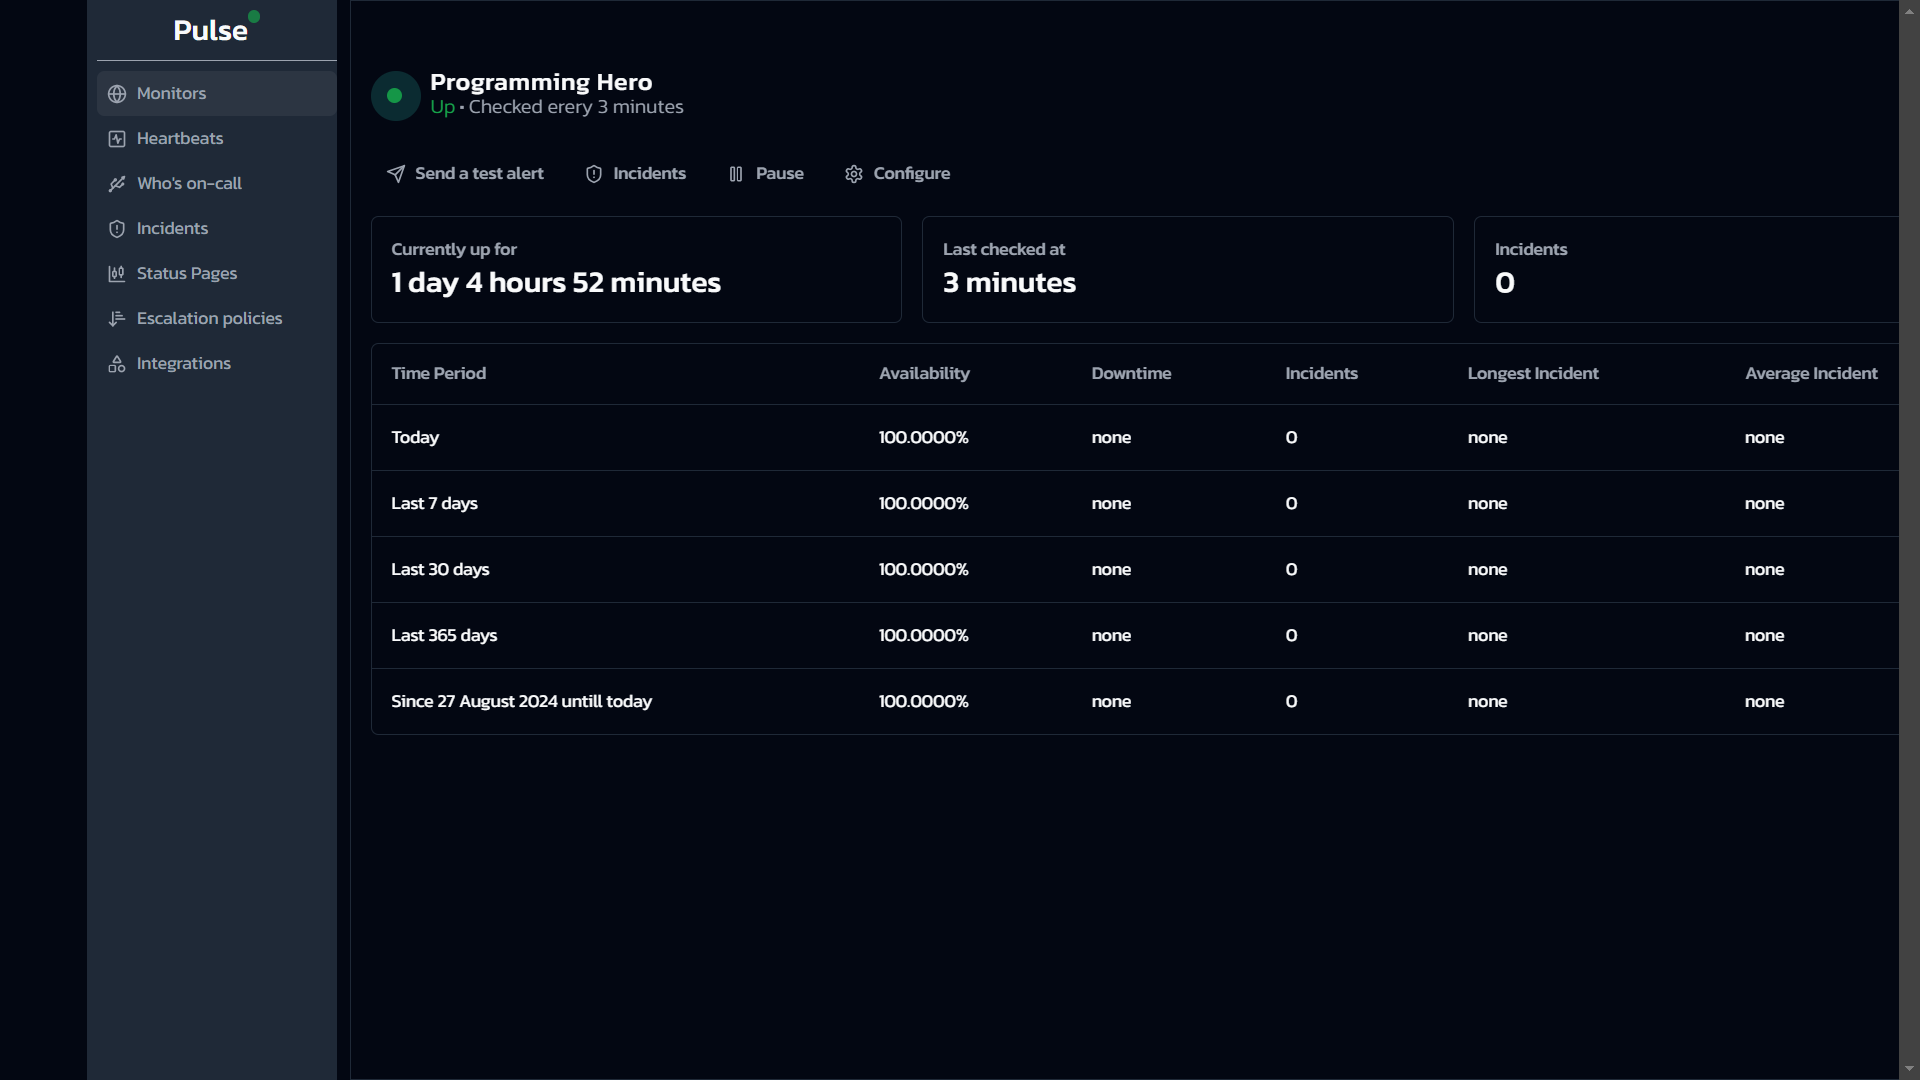 Pulse
Monitors
Heartbeats
Who's on-call
Incidents
Status Pages
Escalation policies
Integrations
Programming Hero
Up • Checked erery 3 minutes
Send a test alert Incidents Pause Configure
Currently up for
1 day 4 hours 52 minutes
Last checked at
3 minutes
Incidents
0
Time Period Availability Downtime Incidents Longest Incident Average Incident
Today 100.0000% none 0 none none
Last 7 days 100.0000% none 0 none none
Last 30 days 100.0000% none 0 none none
Last 365 days 100.0000% none 0 none none
Since 27 August 2024 untill today 100.0000% none 0 none none